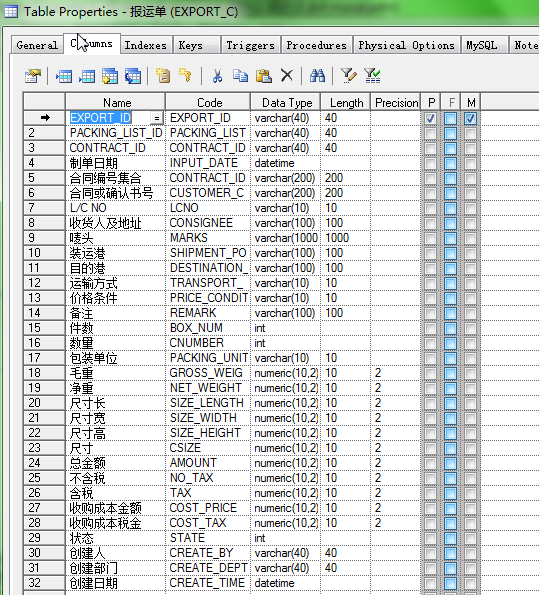 Table Properties - 报运单 (EXPORT_C)
General Columns Indexes Keys Triggers Procedures Physical Options MySQL Note
Name Code Data Type Length Precision P F M
EXPORT_ID = EXPORT_ID varchar(40) 40
2 PACKING_LIST_ID PACKING_LIST varchar(40) 40
3 CONTRACT_ID CONTRACT_ID varchar(40) 40
4 制单日期 INPUT_DATE datetime
5 合同编号集合 CONTRACT_ID varchar(200) 200
6 合同或确认书号 CUSTOMER_C varchar(200) 200
7 L/C NO LCNO varchar(10) 10
8 收货人及地址 CONSIGNEE varchar(100) 100
9 唛头 MARKS varchar(1000 1000
10 装运港 SHIPMENT_PO varchar(100) 100
11 目的港 DESTINATION_ varchar(100) 100
12 运输方式 TRANSPORT_ varchar(10) 10
13 价格条件 PRICE_CONDIT varchar(10) 10
14 备注 REMARK varchar(100) 100
15 件数 BOX_NUM int
16 数量 CNUMBER int
17 包装单位 PACKING_UNIT varchar(10) 10
18 毛重 GROSS_WEIG numeric(10,2) 2
19 净重 NET_WEIGHT numeric(10,2) 2
20 尺寸长 SIZE_LENGTH numeric(10,2) 2
21 尺寸宽 SIZE_WIDTH numeric(10,2) 2
22 尺寸高 SIZE_HEIGHT numeric(10,2) 2
23 尺寸 CSIZE numeric(10,2) 2
24 总金额 AMOUNT numeric(10,2) 2
25 不含税 NO_TAX numeric(10,2) 2
26 含税 TAX numeric(10,2) 2
27 收购成本金额 COST_PRICE numeric(10,2) 2
28 收购成本税金 COST_TAX numeric(10,2) 2
29 状态 STATE int
30 创建人 CREATE_BY varchar(40) 40
31 创建部门 CREATE_DEPT varchar(40) 40
32 创建日期 CREATE_TIME datetime